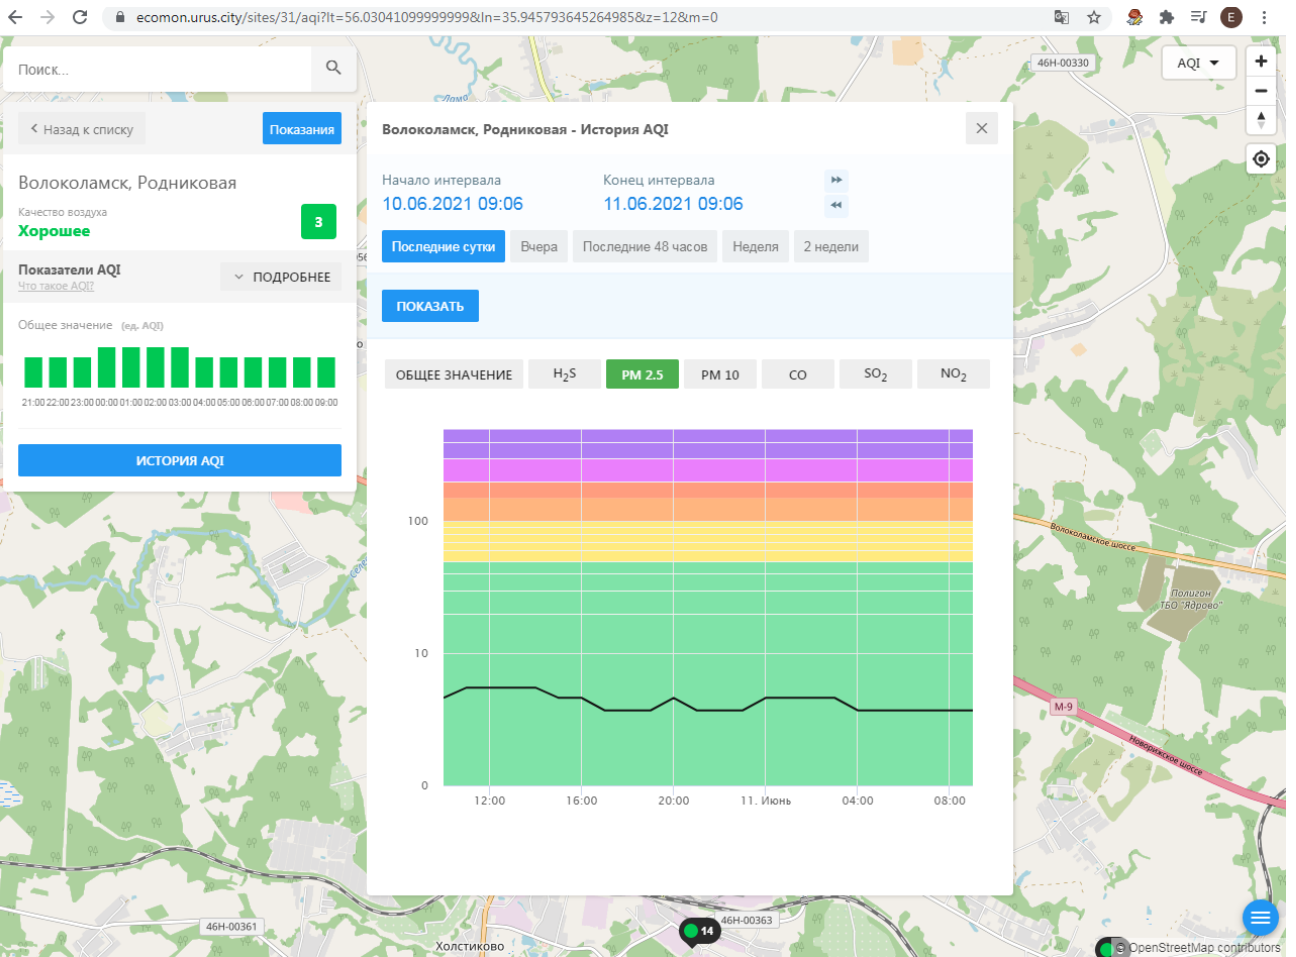 ecomon.urus.city/sites/31/aqi?lt=56.03041099999999&ln=35.945793645264985&z=12&m=0
E
Поиск...
46Н-00330
AQI
Назад к списку
Показания
Волоколамск, Родниковая
Качество воздуха
Хорошее
3
Показатели AQI
Что такое AQI?
ПОДРОБНЕЕ
Общее значение (ед. AQI)
21:00 22:00 23:00 00:00 01:00 02:00 03:00 04:00 05:00 06:00 07:00 08:00 09:00
ИСТОРИЯ AQI
Волоколамск, Родниковая - История AQI
Начало интервала
Конец интервала
10.06.2021 09:06
11.06.2021 09:06
Последние сутки
Вчера
Последние 48 часов
Неделя
2 недели
ПОКАЗАТЬ
ОБЩЕЕ ЗНАЧЕНИЕ
H2S
PM 2.5
PM 10
CO
SO2
NO2
100
10
0
12:00
16:00
20:00
11. Июнь
04:00
08:00
Лама
Волоколамское шоссе
Полигон
ТБО "Ядрово"
М-9
Новорижское шоссе
46Н-00361
46Н-00363
14
Холстиково
© OpenStreetMap contributors